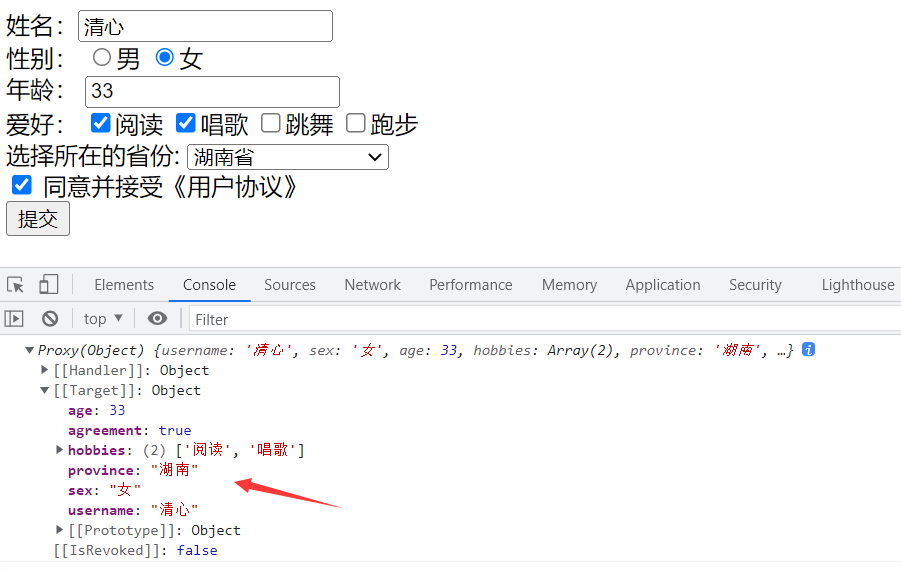 姓名： 清心
性别： 男 女
年龄： 33
爱好： 阅读 唱歌 跳舞 跑步
选择所在的省份: 湖南省
同意并接受《用户协议》
提交
Elements Console Sources Network Performance Memory Application Security Lighthouse
top ▼ Filter
▼Proxy(Object) {username: '清心', sex: '女', age: 33, hobbies: Array(2), province: '湖南', …} i
▶[[Handler]]: Object
▼[[Target]]: Object
age: 33
agreement: true
▶hobbies: (2) ['阅读', '唱歌']
province: "湖南"
sex: "女"
username: "清心"
▶[[Prototype]]: Object
[[IsRevoked]]: false